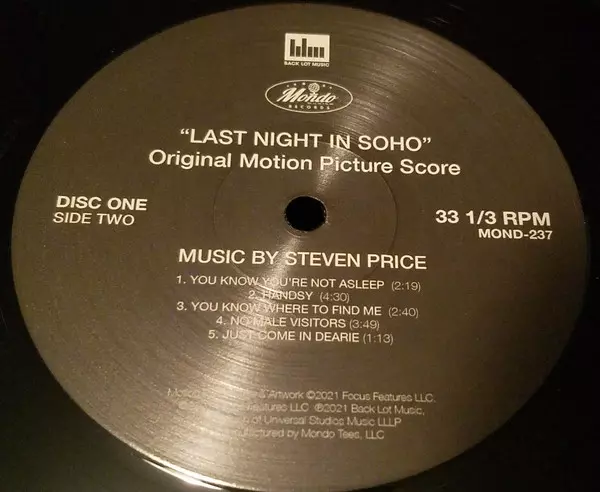 blm
BACK LOT MUSIC
Mondo
RECORDS
"LAST NIGHT IN SOHO"
Original Motion Picture Score
DISC ONE
SIDE TWO
33 1/3 RPM
MOND-237
MUSIC BY STEVEN PRICE
1. YOU KNOW YOU'RE NOT ASLEEP (2:19)
2. HANDSY (4:30)
3. YOU KNOW WHERE TO FIND ME (2:40)
4. NO MALE VISITORS (3:49)
5. JUST COME IN DEARIE (1:13)
& Artwork ©2021 Focus Features LLC.
Features LLC ℗2021 Back Lot Music,
of Universal Studios Music LLLP
by Mondo Tees, LLC